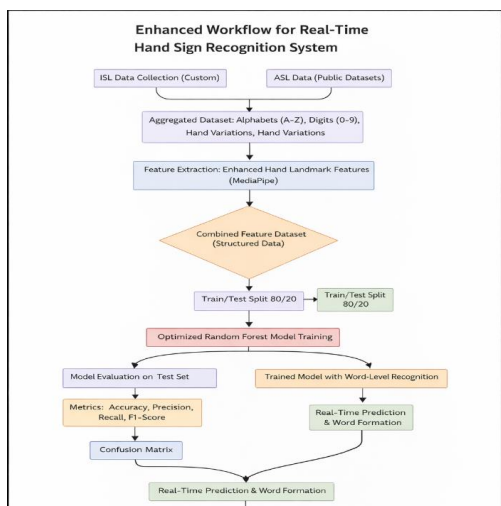 Enhanced Workflow for Real-Time
Hand Sign Recognition System
ISL Data Collection (Custom)
ASL Data (Public Datasets)
Aggregated Dataset: Alphabets (A-Z), Digits (0-9),
Hand Variations, Hand Variations
Feature Extraction: Enhanced Hand Landmark Features
(MediaPipe)
Combined Feature Dataset
(Structured Data)
Train/Test Split 80/20
Train/Test Split
80/20
Optimized Random Forest Model Training
Model Evaluation on Test Set
Trained Model with Word-Level Recognition
Metrics: Accuracy, Precision,
Recall, F1-Score
Real-Time Prediction
& Word Formation
Confusion Matrix
Real-Time Prediction & Word Formation